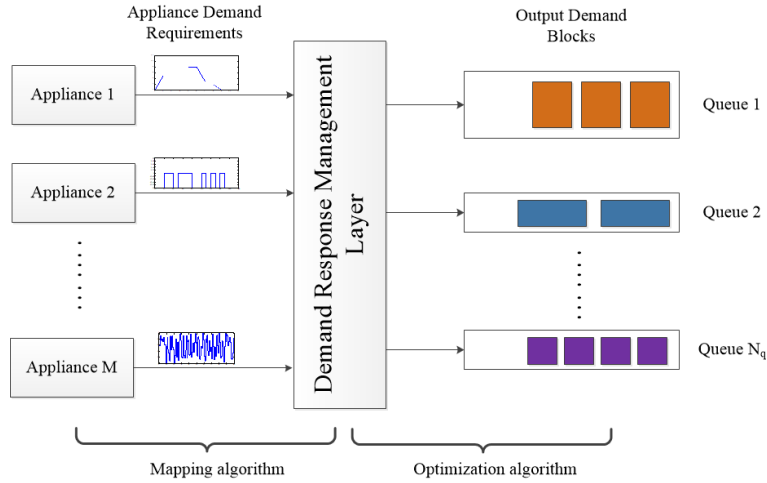 Appliance Demand
Requirements
Output Demand
Blocks
Appliance 1
Queue 1
Appliance 2
Queue 2
Demand Response Management
Layer
Appliance M
Queue Nq
Mapping algorithm
Optimization algorithm